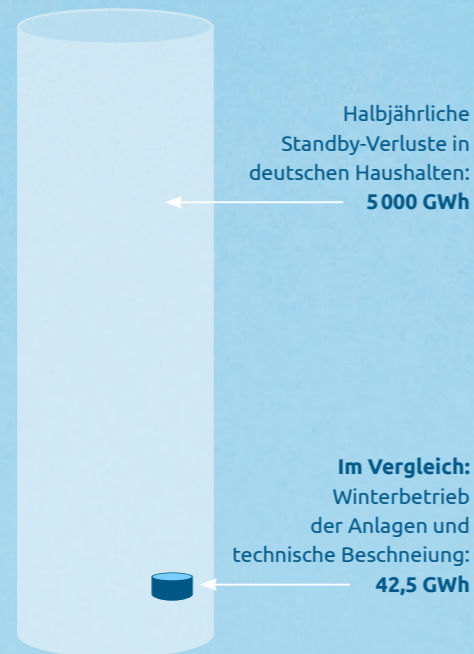 Halbjährliche
Standby-Verluste in
deutschen Haushalten:
5 000 GWh
Im Vergleich:
Winterbetrieb
der Anlagen und
technische Beschneiung:
42,5 GWh